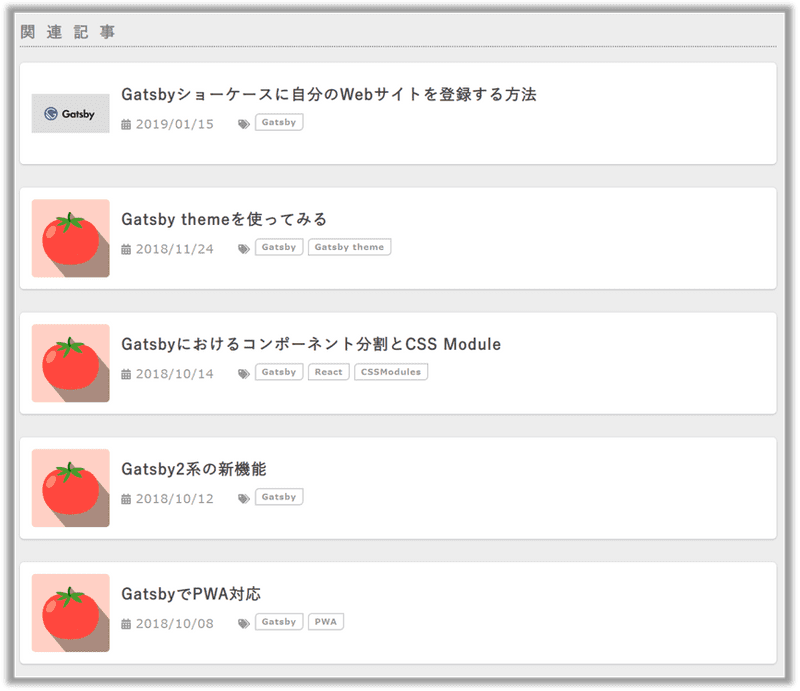 関連記事
Gatsbyショーケースに自分のWebサイトを登録する方法
Gatsby
2019/01/15 Gatsby
Gatsby themeを使ってみる
2018/11/24 Gatsby Gatsby theme
Gatsbyにおけるコンポーネント分割とCSS Module
2018/10/14 Gatsby React CSSModules
Gatsby2系の新機能
2018/10/12 Gatsby
GatsbyでPWA対応
2018/10/08 Gatsby PWA